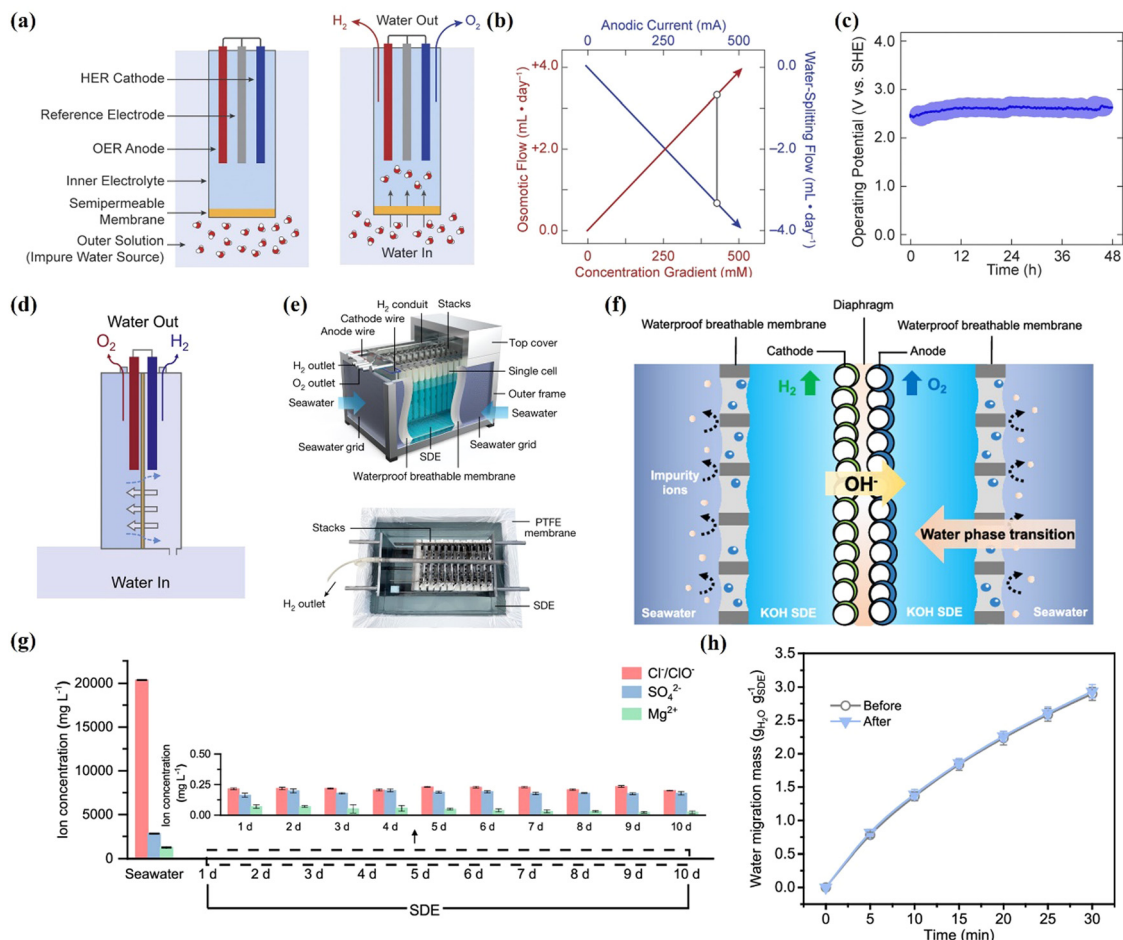 (a)
H₂
Water Out
O₂
HER Cathode
Reference Electrode
OER Anode
Inner Electrolyte
Semipermeable
Membrane
Outer Solution
(Impure Water Source)
Water In
(b)
Anodic Current (mA)
0
250
500
+4.0
+2.0
0.0
Osomotic Flow (mL • day⁻¹)
0.0
−2.0
−4.0
Water-Splitting Flow (mL • day⁻¹)
0
250
500
Concentration Gradient (mM)
(c)
Operating Potential (V vs. SHE)
4.0
3.0
2.0
1.0
0.0
0
12
24
36
48
Time (h)
(d)
Water Out
O₂
H₂
Water In
(e)
H₂ conduit
Cathode wire
Stacks
Anode wire
Top cover
H₂ outlet
Single cell
O₂ outlet
Outer frame
Seawater
Seawater
Seawater grid
SDE
Seawater grid
Waterproof breathable membrane
Stacks
PTFE
membrane
H₂ outlet
SDE
(f)
Diaphragm
Waterproof breathable membrane
Waterproof breathable membrane
Cathode
Anode
H₂
O₂
Impurity
ions
OH⁻
Water phase transition
Seawater
KOH SDE
KOH SDE
Seawater
(g)
Ion concentration (mg L⁻¹)
20000
15000
10000
5000
0
Cl⁻/ClO⁻
SO₄²⁻
Mg²⁺
Ion concentration
(mg L⁻¹)
0.50
0.25
0.00
1 d 2 d 3 d 4 d 5 d 6 d 7 d 8 d 9 d 10 d
Seawater 1 d 2 d 3 d 4 d 5 d 6 d 7 d 8 d 9 d 10 d
SDE
(h)
Water migration mass (g_H₂O g⁻¹_SDE)
3.5
3.0
2.5
2.0
1.5
1.0
0.5
0.0
Before
After
0 5 10 15 20 25 30
Time (min)